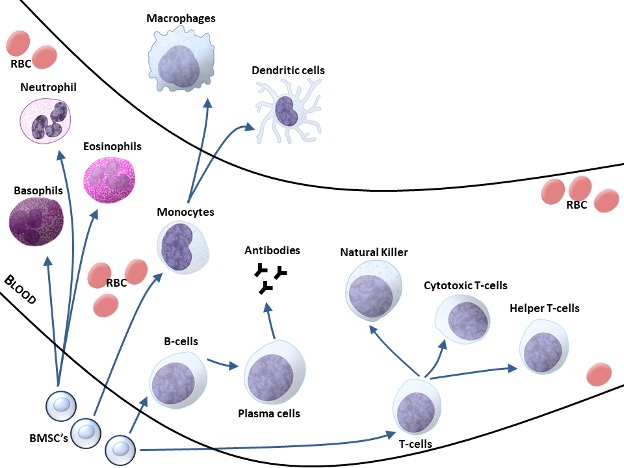 Macrophages
RBC
Dendritic cells
Neutrophil
Eosinophils
Basophils
RBC
Monocytes
Antibodies
Natural Killer
RBC
Cytotoxic T-cells
BLOOD
Helper T-cells
B-cells
Plasma cells
BMSC's
T-cells